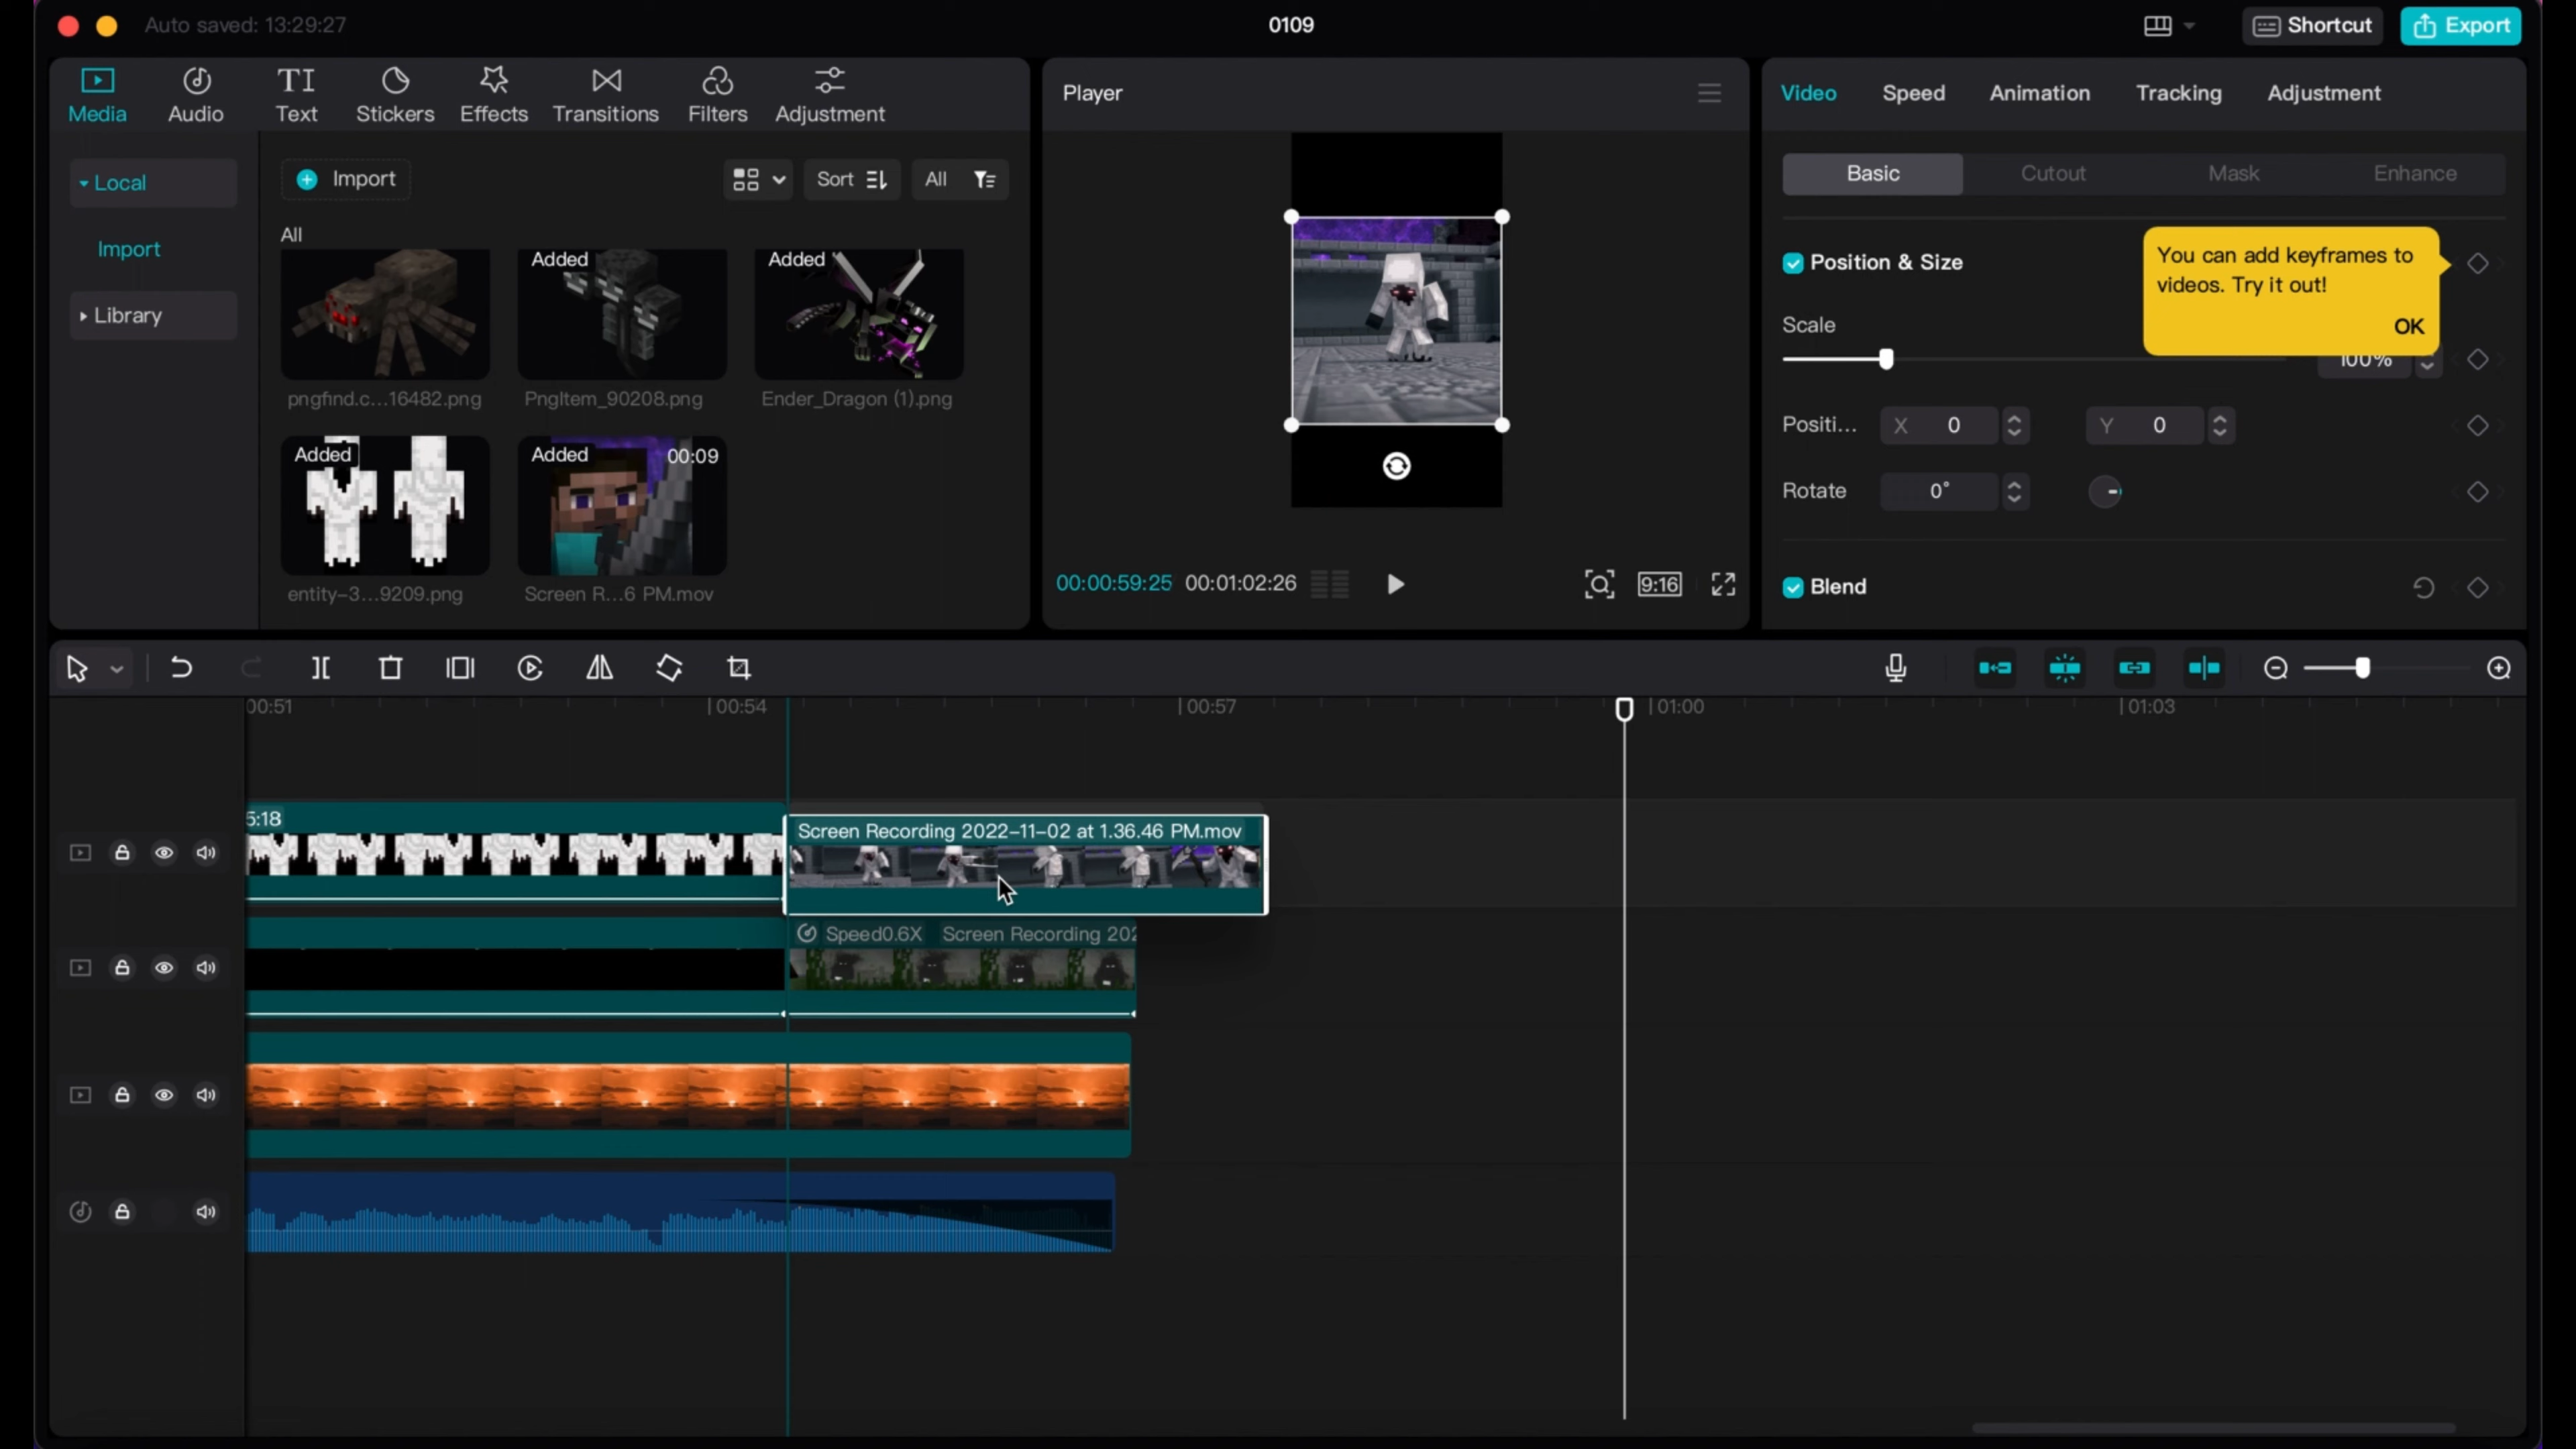 Auto saved: 13:29:27
0109
Shortcut
Export
Media
Audio
Text
Stickers
Effects
Transitions
Filters
Adjustment
Local
Import
Library
Import
Sort
All
All
pngfind.c...16482.png
Added
PngItem_90208.png
Added
Ender_Dragon (1).png
Added
entity-3...9209.png
Added 00:09
Screen R...6 PM.mov
Player
00:00:59:25 00:01:02:26
9:16
Video
Speed
Animation
Tracking
Adjustment
Basic
Cutout
Mask
Enhance
Position & Size
You can add keyframes to
videos. Try it out!
OK
Scale
100%
Positi...
X 0
Y 0
Rotate
0°
Blend
00:51
00:54
00:57
01:00
01:03
5:18
Screen Recording 2022-11-02 at 1.36.46 PM.mov
Speed0.6X Screen Recording 202